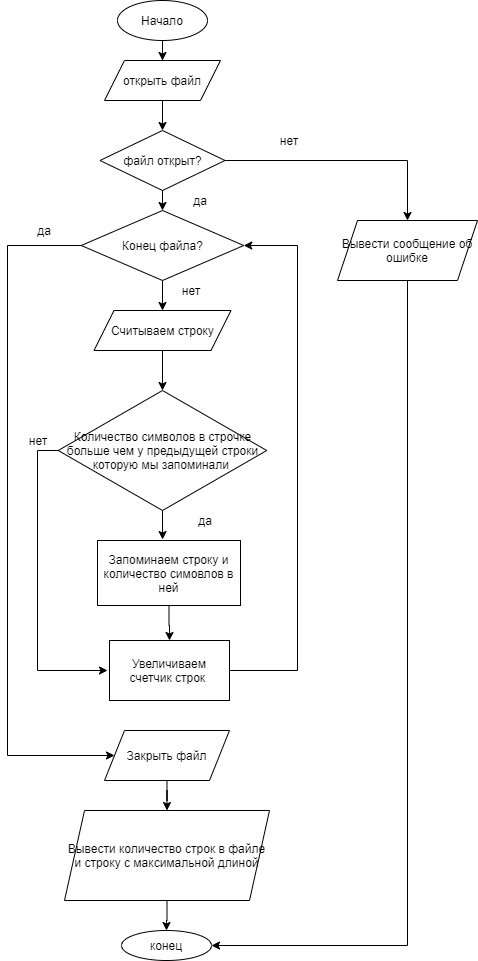 Начало
открыть файл
файл открыт?
нет
да
Конец файла?
да
нет
Вывести сообщение об
ошибке
Считываем строку
Количество символов в строчке
больше чем у предыдущей строки
которую мы запоминали
нет
да
Запоминаем строку и
количество симовлов в
ней
Увеличиваем
счетчик строк
Закрыть файл
Вывести количество строк в файле
и строку с максимальной длиной
конец